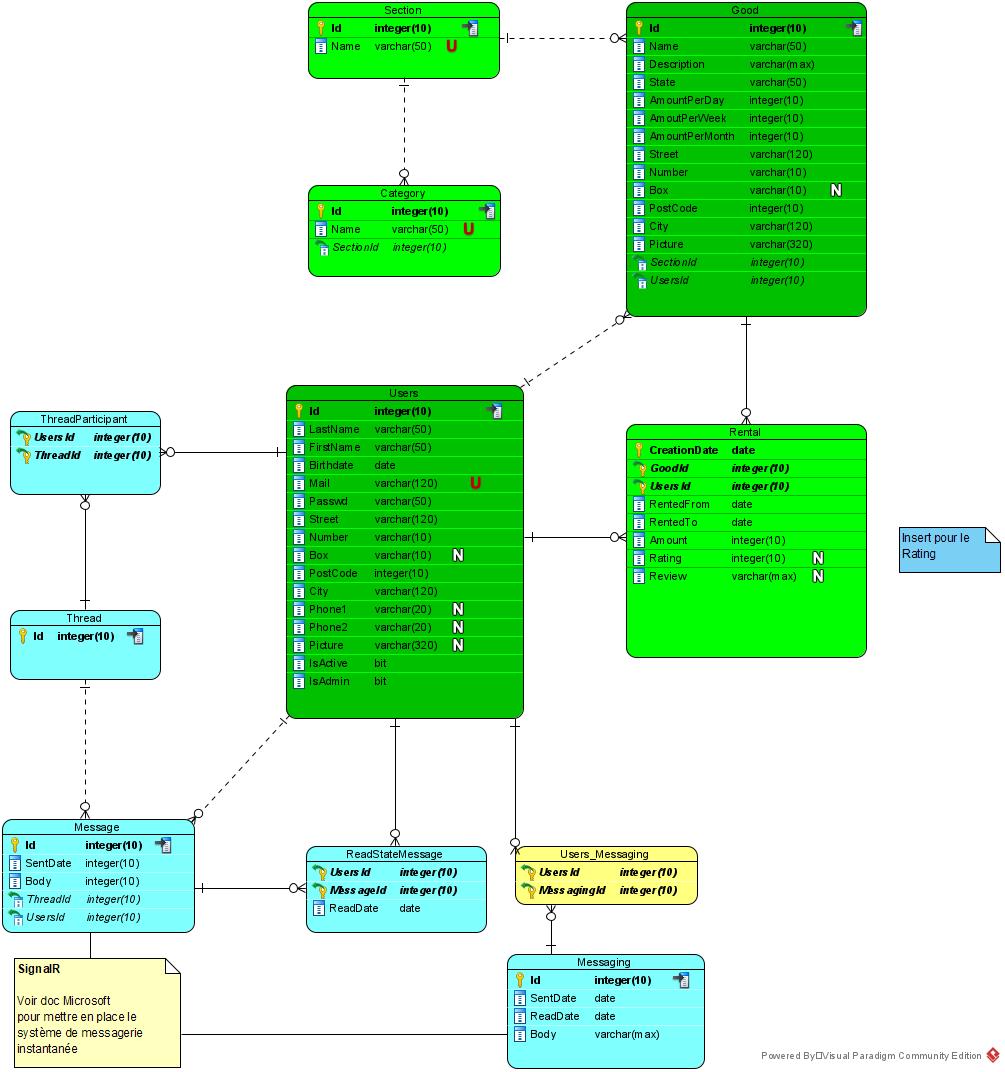 Section
Id integer(10)
Name varchar(50) U
Category
Id integer(10)
Name varchar(50) U
SectionId integer(10)
Good
Id integer(10)
Name varchar(50)
Description varchar(max)
State varchar(50)
AmountPerDay integer(10)
AmoutPerWeek integer(10)
AmountPerMonth integer(10)
Street varchar(120)
Number varchar(10)
Box varchar(10) N
PostCode integer(10)
City varchar(120)
Picture varchar(320)
SectionId integer(10)
UsersId integer(10)
Users
Id integer(10)
LastName varchar(50)
FirstName varchar(50)
Birthdate date
Mail varchar(120) U
Passwd varchar(50)
Street varchar(120)
Number varchar(10)
Box varchar(10) N
PostCode integer(10)
City varchar(120)
Phone1 varchar(20) N
Phone2 varchar(20) N
Picture varchar(320) N
IsActive bit
IsAdmin bit
ThreadParticipant
UsersId integer(10)
ThreadId integer(10)
Rental
CreationDate date
GoodId integer(10)
UsersId integer(10)
RentedFrom date
RentedTo date
Amount integer(10)
Rating integer(10) N
Review varchar(max) N
Insert pour le
Rating
Thread
Id integer(10)
Message
Id integer(10)
SentDate integer(10)
Body integer(10)
ThreadId integer(10)
UsersId integer(10)
ReadStateMessage
UsersId integer(10)
MessageId integer(10)
ReadDate date
Users_Messaging
UsersId integer(10)
MessagingId integer(10)
Messaging
Id integer(10)
SentDate date
ReadDate date
Body varchar(max)
SignalR
Voir doc Microsoft
pour mettre en place le
système de messagerie
instantanée
Powered By Visual Paradigm Community Edition